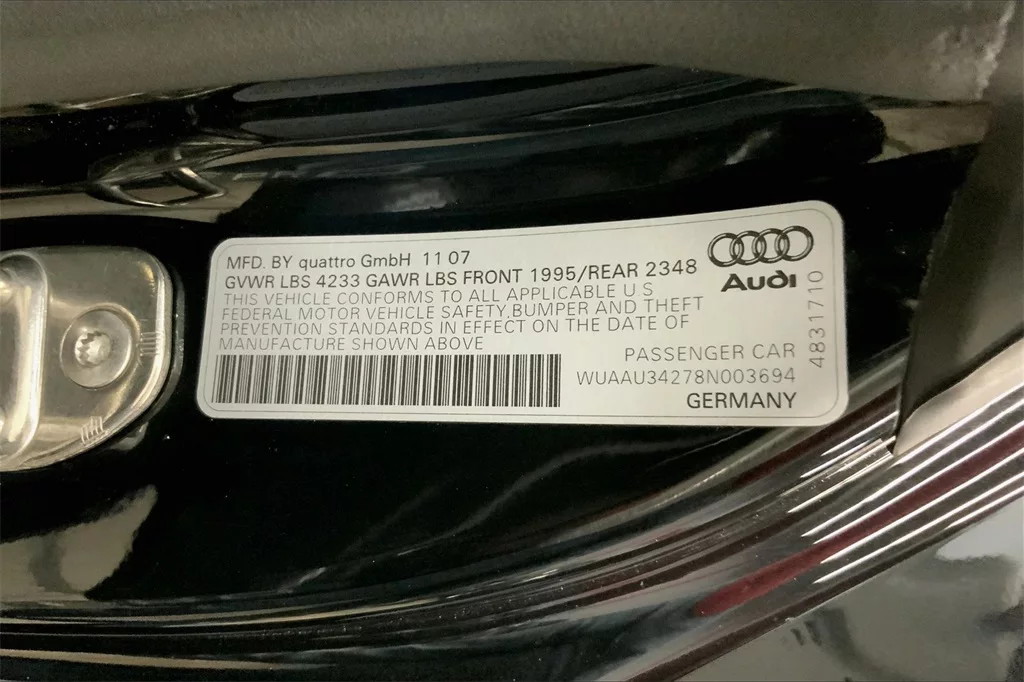 MFD. BY quattro GmbH 11 07
GVWR LBS 4233 GAWR LBS FRONT 1995/REAR 2348
THIS VEHICLE CONFORMS TO ALL APPLICABLE U.S
FEDERAL MOTOR VEHICLE SAFETY,BUMPER AND THEFT
PREVENTION STANDARDS IN EFFECT ON THE DATE OF
MANUFACTURE SHOWN ABOVE
Audi
4831710
PASSENGER CAR
WUAAU34278N003694
GERMANY